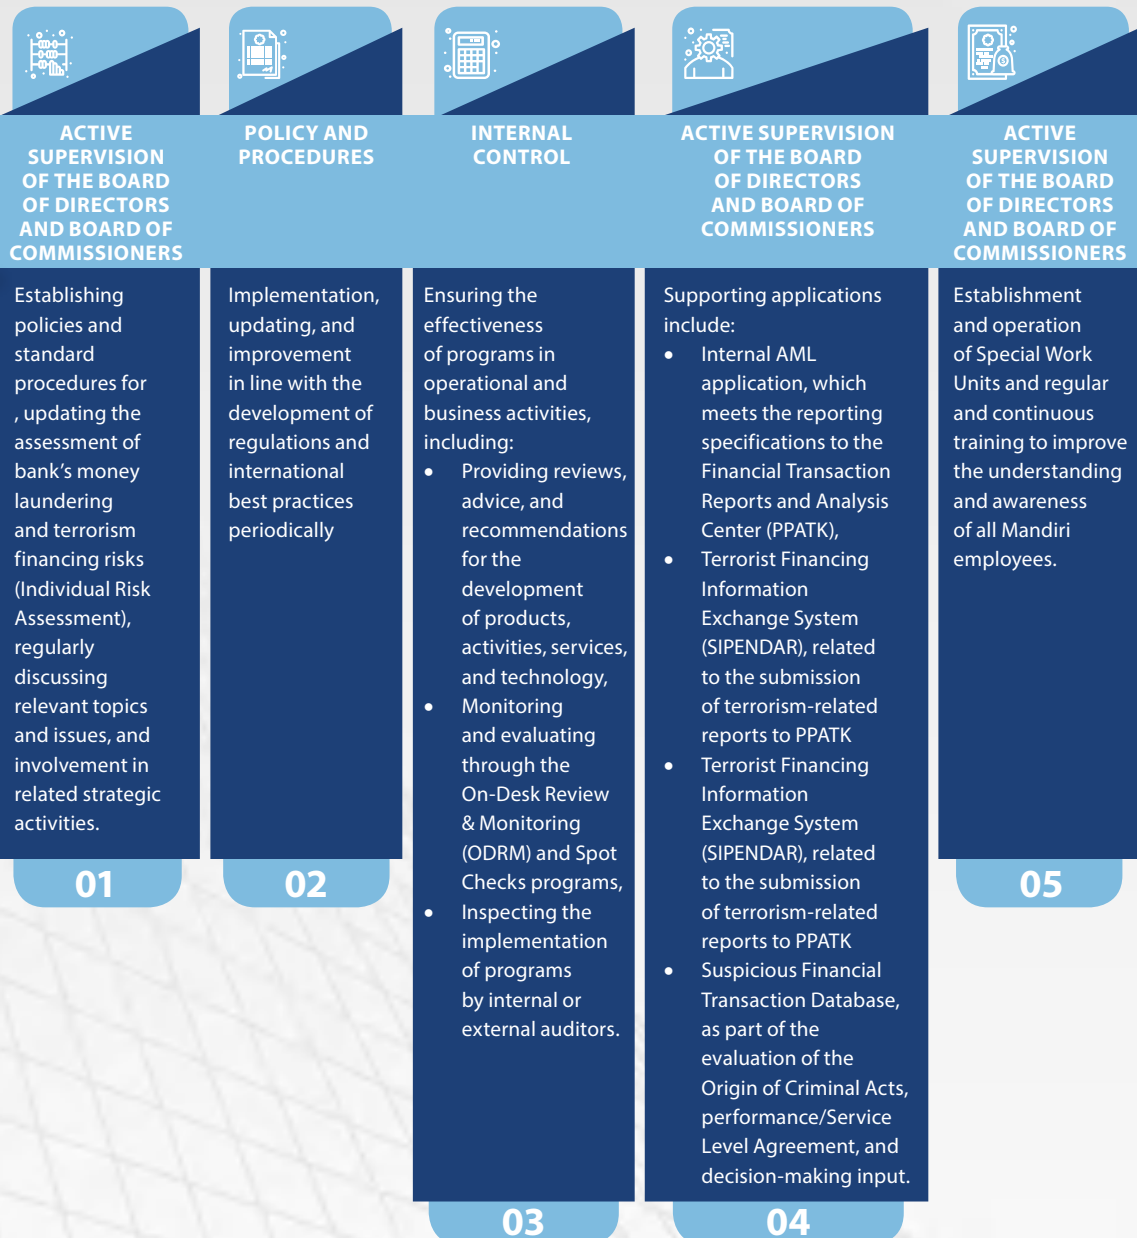 ACTIVE
SUPERVISION
OF THE BOARD
OF DIRECTORS
AND BOARD OF
COMMISSIONERS
Establishing
policies and
standard
procedures for
, updating the
assessment of
bank's money
laundering
and terrorism
financing risks
(Individual Risk
Assessment),
regularly
discussing
relevant topics
and issues, and
involvement in
related strategic
activities.
01
POLICY AND
PROCEDURES
Implementation,
updating, and
improvement
in line with the
development of
regulations and
international
best practices
periodically
02
INTERNAL
CONTROL
Ensuring the
effectiveness
of programs in
operational and
business activities,
including:
• Providing reviews,
advice, and
recommendations
for the
development
of products,
activities, services,
and technology,
• Monitoring
and evaluating
through the
On-Desk Review
& Monitoring
(ODRM) and Spot
Checks programs,
• Inspecting the
implementation
of programs
by internal or
external auditors.
03
ACTIVE SUPERVISION
OF THE BOARD
OF DIRECTORS
AND BOARD OF
COMMISSIONERS
Supporting applications
include:
• Internal AML
application, which
meets the reporting
specifications to the
Financial Transaction
Reports and Analysis
Center (PPATK),
• Terrorist Financing
Information
Exchange System
(SIPENDAR), related
to the submission
of terrorism-related
reports to PPATK
• Terrorist Financing
Information
Exchange System
(SIPENDAR), related
to the submission
of terrorism-related
reports to PPATK
• Suspicious Financial
Transaction Database,
as part of the
evaluation of the
Origin of Criminal Acts,
performance/Service
Level Agreement, and
decision-making input.
04
ACTIVE
SUPERVISION
OF THE BOARD
OF DIRECTORS
AND BOARD OF
COMMISSIONERS
Establishment
and operation
of Special Work
Units and regular
and continuous
training to improve
the understanding
and awareness
of all Mandiri
employees.
05